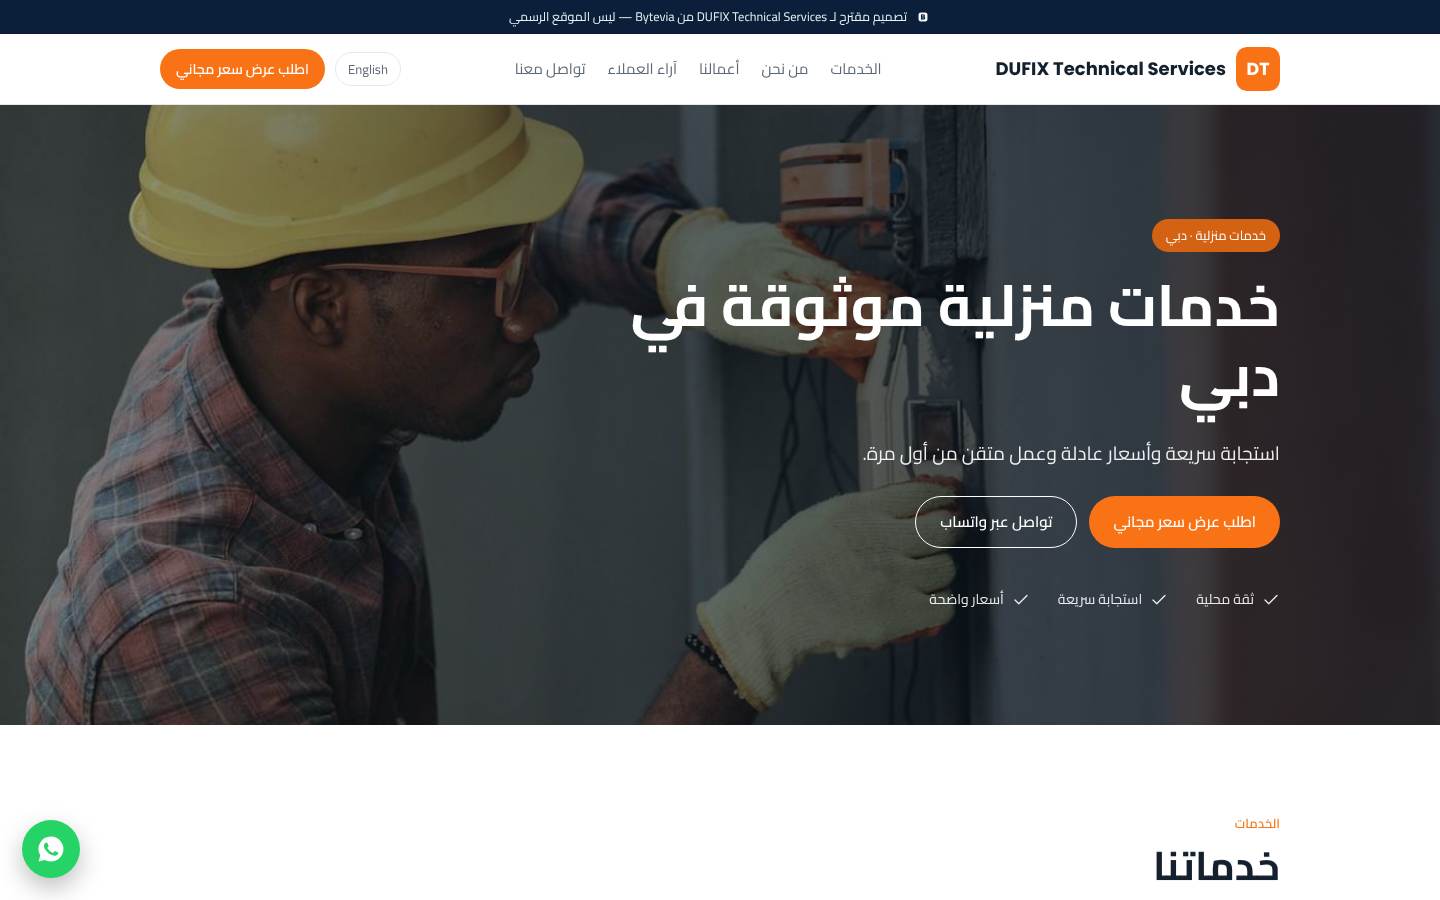 تصميم مقترح لـ DUFIX Technical Services من Bytevia — ليس الموقع الرسمي
DT DUFIX Technical Services
الخدمات من نحن أعمالنا آراء العملاء تواصل معنا
English
اطلب عرض سعر مجاني
خدمات منزلية · دبي
خدمات منزلية موثوقة في
دبي
استجابة سريعة وأسعار عادلة وعمل متقن من أول مرة.
اطلب عرض سعر مجاني
تواصل عبر واتساب
ثقة محلية
استجابة سريعة
أسعار واضحة
الخدمات
خدماتنا